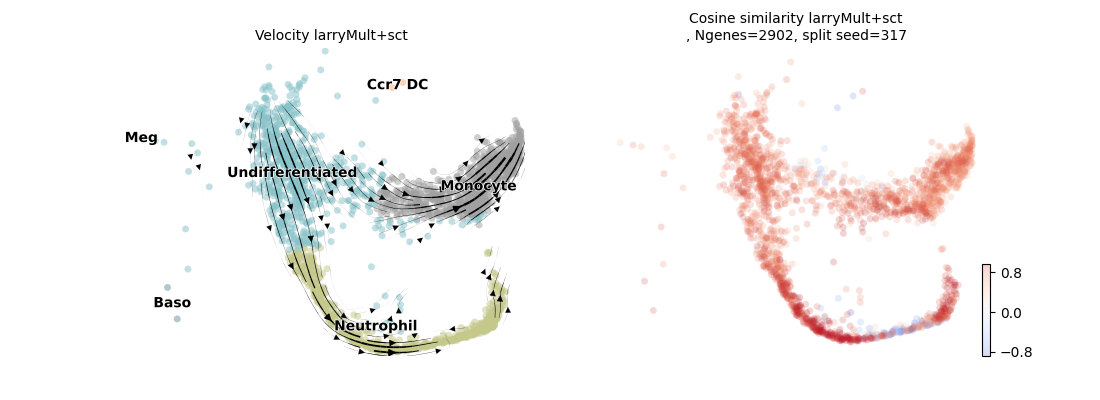 Velocity larryMult+sct
Ccr7 DC
Meg
Undifferentiated
Monocyte
Baso
Neutrophil
Cosine similarity larryMult+sct
, Ngenes=2902, split seed=317
0.8
0.0
−0.8